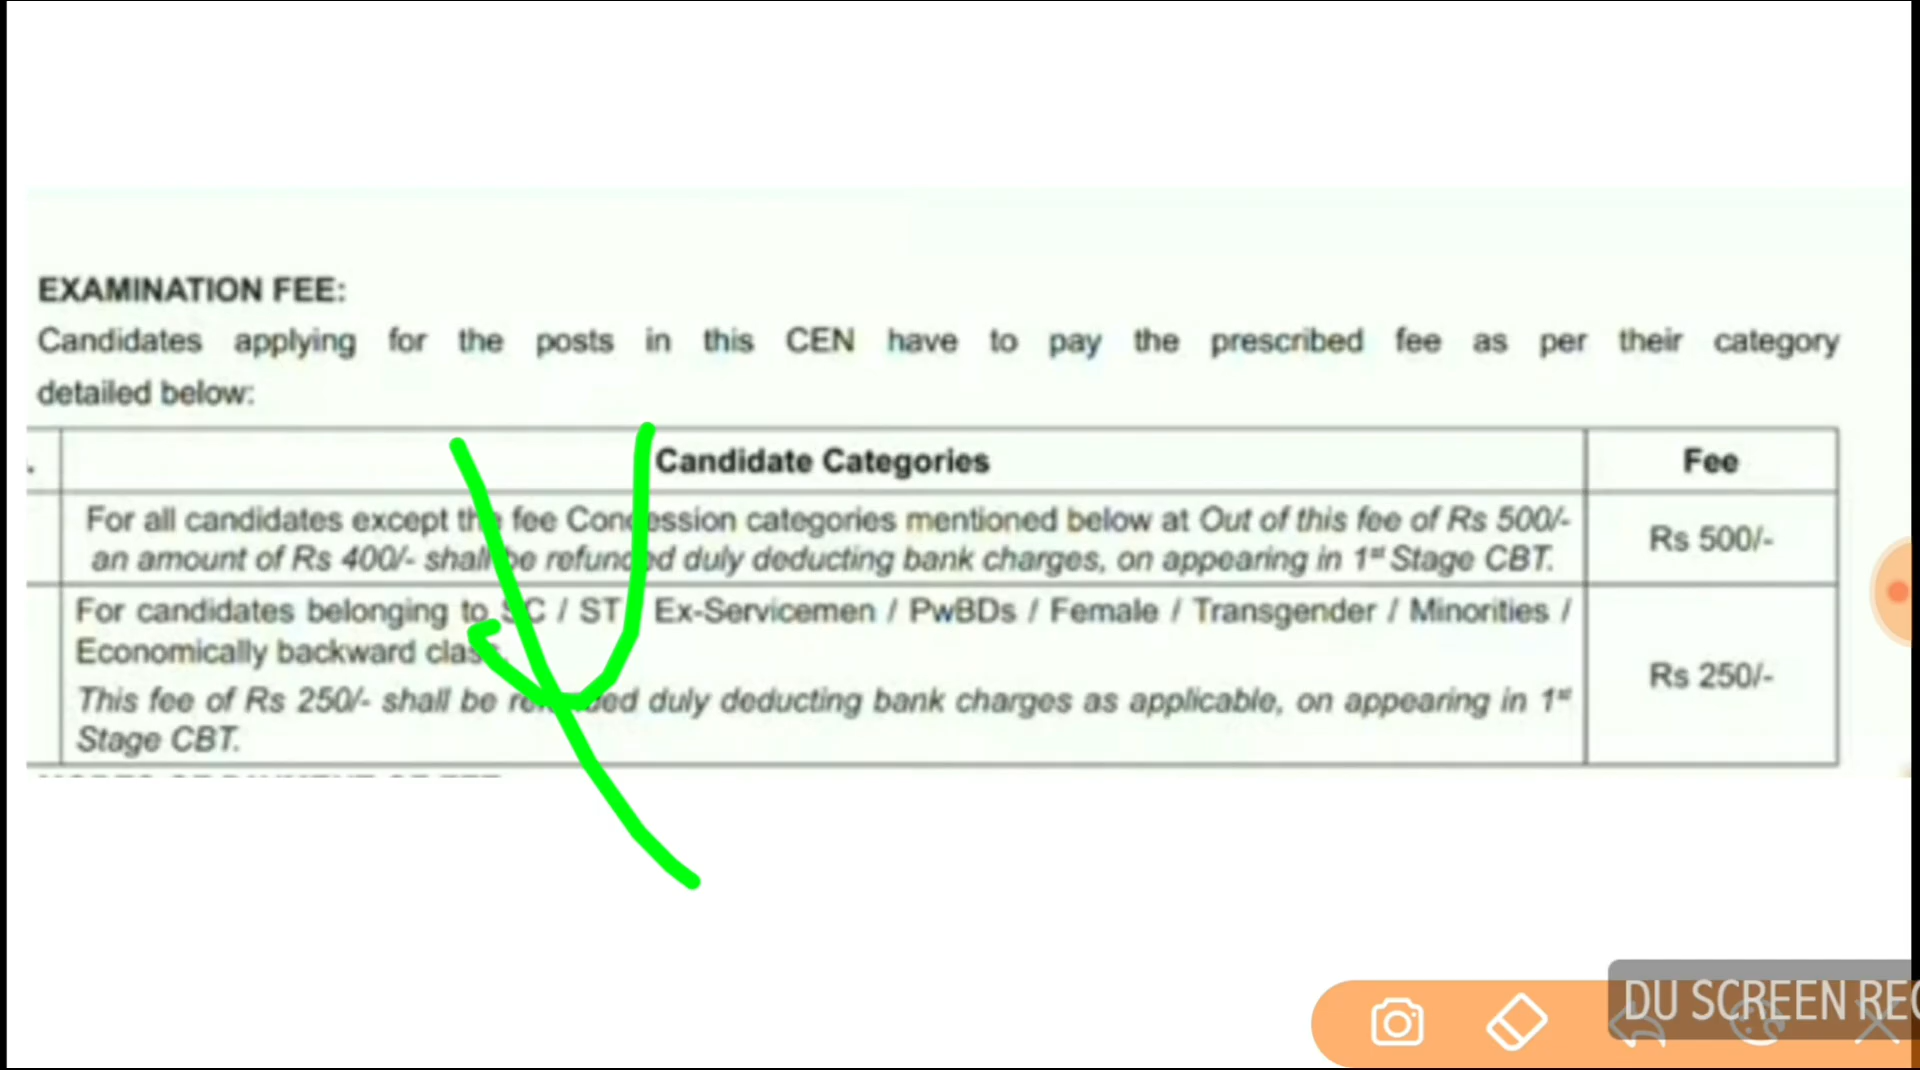 EXAMINATION FEE:
Candidates applying for the posts in this CEN have to pay the prescribed fee as per their category
detailed below:
Candidate Categories
Fee
For all candidates except the fee Concession categories mentioned below at Out of this fee of Rs 500/-
an amount of Rs 400/- shall be refunded duly deducting bank charges, on appearing in 1st Stage CBT.
Rs 500/-
For candidates belonging to SC / ST / Ex-Servicemen / PwBDs / Female / Transgender / Minorities /
Economically backward class.
This fee of Rs 250/- shall be refunded duly deducting bank charges as applicable, on appearing in 1st
Stage CBT.
Rs 250/-
DU SCREEN REC